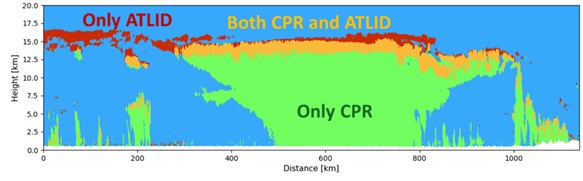 20.0
Only ATLID
Both CPR and ATLID
17.5
15.0
12.5
10.0
7.5
5.0
2.5
0.0
Height [km]
Only CPR
0 200 400 600 800 1000
Distance [km]